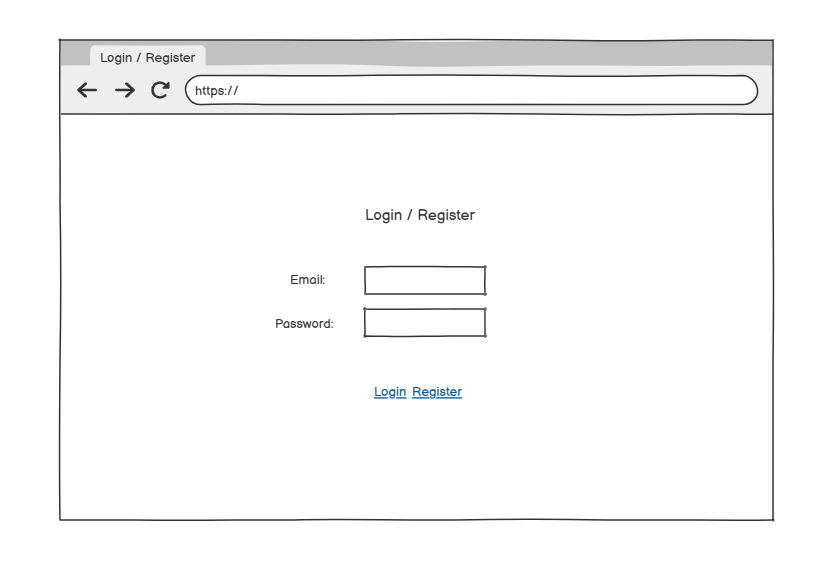 Login / Register
https://
Login / Register
Email:
Password:
Login Register